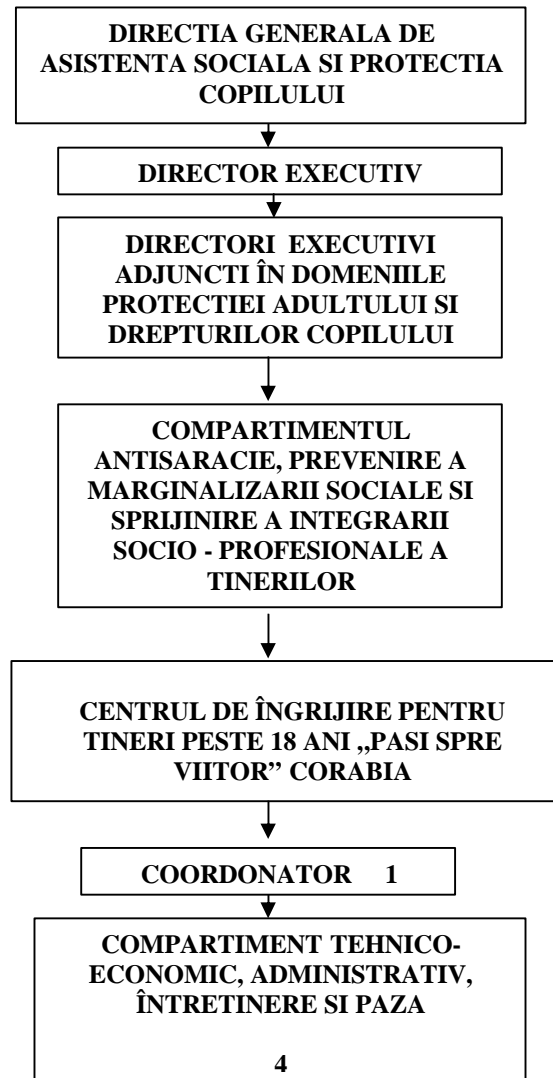 DIRECTIA GENERALA DE
ASISTENTA SOCIALA SI PROTECTIA
COPILULUI
DIRECTOR EXECUTIV
DIRECTORI EXECUTIVI
ADJUNCTI ÎN DOMENIILE
PROTECTIEI ADULTULUI SI
DREPTURILOR COPILULUI
COMPARTIMENTUL
ANTISARACIE, PREVENIRE A
MARGINALIZARII SOCIALE SI
SPRIJINIRE A INTEGRARII
SOCIO - PROFESIONALE A
TINERILOR
CENTRUL DE ÎNGRIJIRE PENTRU
TINERI PESTE 18 ANI „PASI SPRE
VIITOR” CORABIA
COORDONATOR 1
COMPARTIMENT TEHNICO-
ECONOMIC, ADMINISTRATIV,
ÎNTRETINERE SI PAZA
4